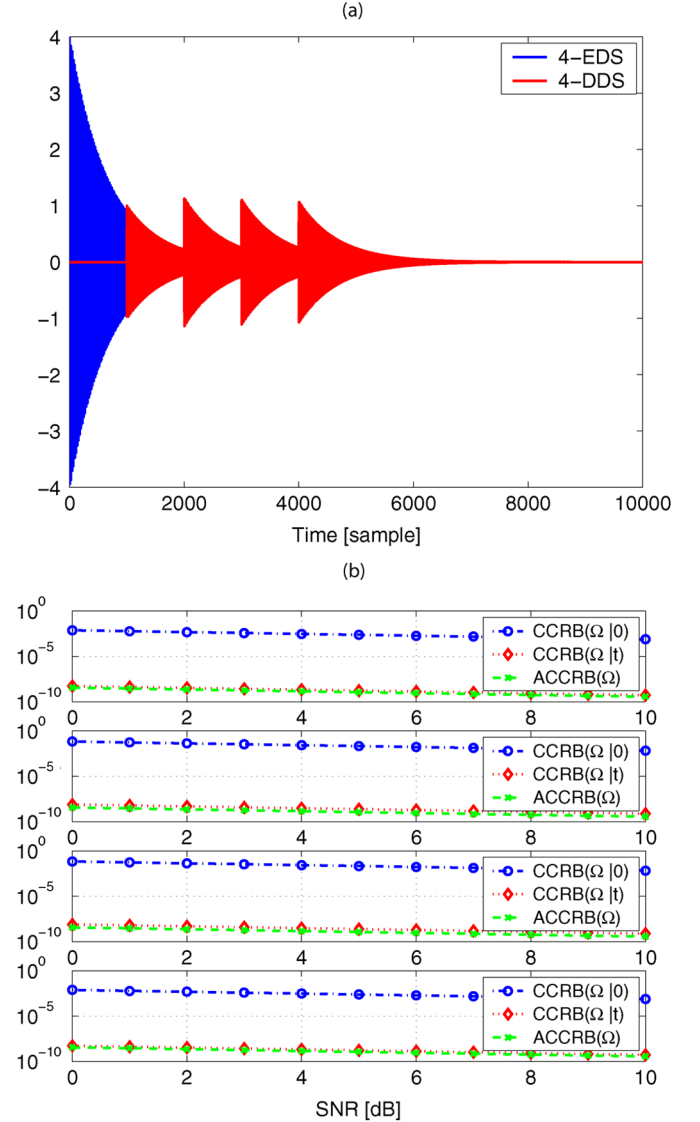 (a)
4
3
2
1
0
−1
−2
−3
−4
4−EDS
4−DDS
0 2000 4000 6000 8000 10000
Time [sample]
(b)
10^0
10^−5
10^−10
CCRB(Ω |0)
CCRB(Ω |t)
ACCRB(Ω)
0 2 4 6 8 10
10^0
10^−5
10^−10
CCRB(Ω |0)
CCRB(Ω |t)
ACCRB(Ω)
0 2 4 6 8 10
10^0
10^−5
10^−10
CCRB(Ω |0)
CCRB(Ω |t)
ACCRB(Ω)
0 2 4 6 8 10
10^0
10^−5
10^−10
CCRB(Ω |0)
CCRB(Ω |t)
ACCRB(Ω)
0 2 4 6 8 10
SNR [dB]